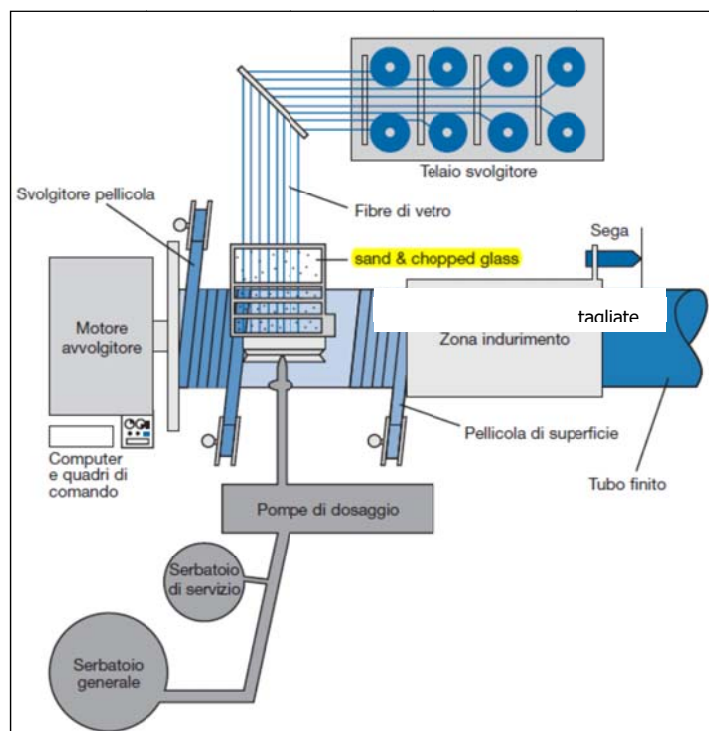 Telaio svolgitore
Svolgitore pellicola
Fibre di vetro
Sega
sand & chopped glass
tagliate
Motore
avvolgitore
Zona indurimento
Pellicola di superficie
Computer
e quadri di
comando
Tubo finito
Pompe di dosaggio
Serbatoio
di servizio
Serbatoio
generale